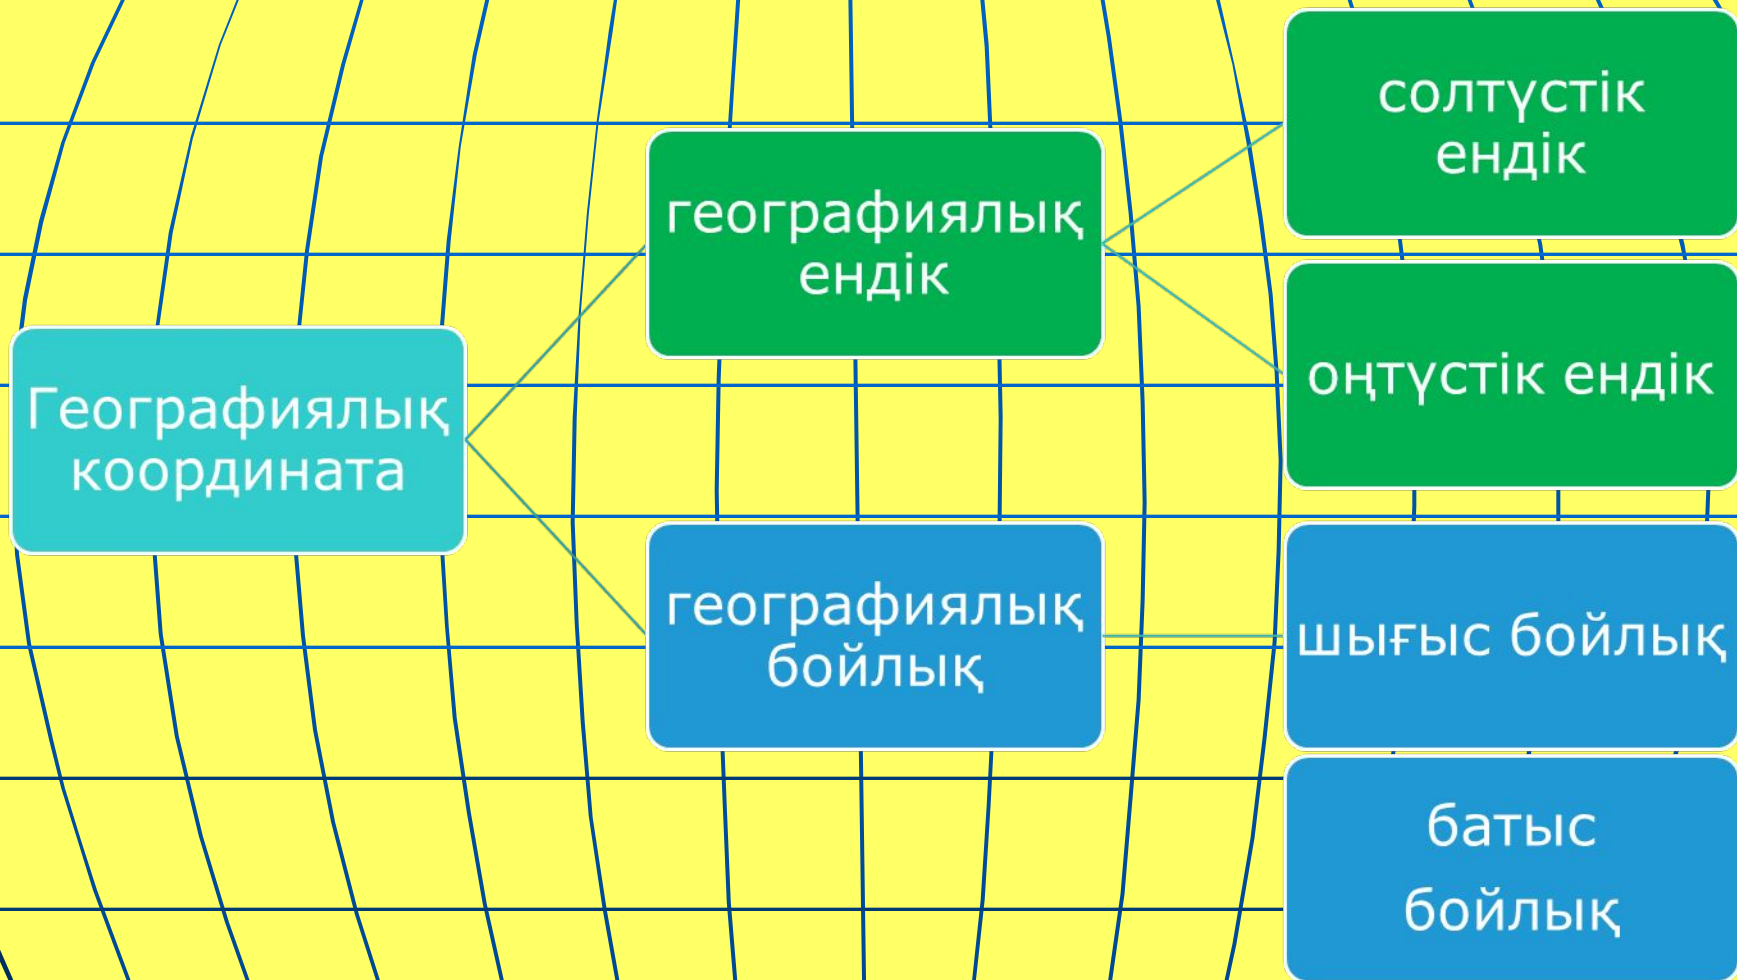 Географиялық
координата
географиялық
ендік
солтүстік
ендік
оңтүстік ендік
географиялық
бойлық
шығыс бойлық
батыс
бойлық